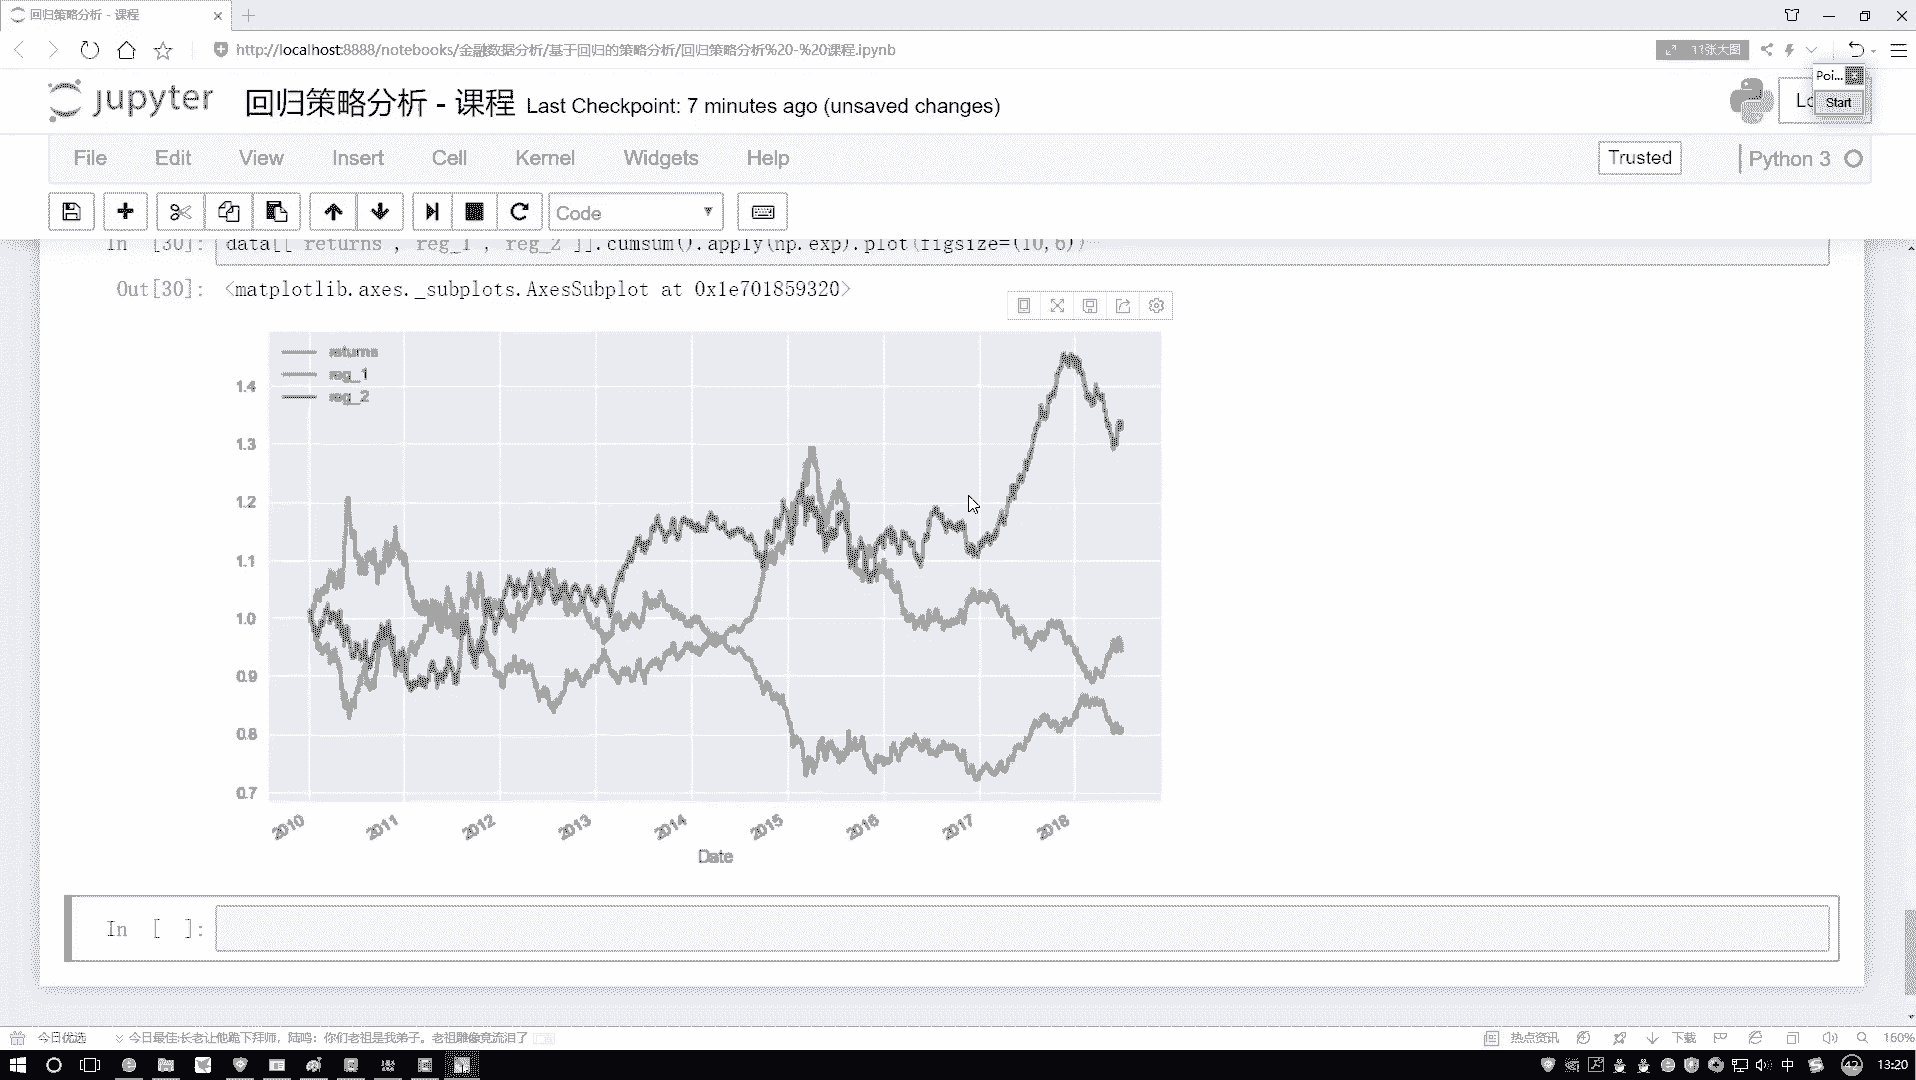 回归策略分析 - 课程
http://localhost:8888/notebooks/金融数据分析/基于回归的策略分析/回归策略分析%20-%20课程.ipynb
11张大图
Poi...
Start
jupyter 回归策略分析 - 课程 Last Checkpoint: 7 minutes ago (unsaved changes)
Lo
File Edit View Insert Cell Kernel Widgets Help
Trusted
Python 3
Code
In [30]: data[['returns', 'reg_1', 'reg_2']].cumsum().apply(np.exp).plot(figsize=(10,6))
Out[30]: <matplotlib.axes._subplots.AxesSubplot at 0x1e701859320>
returns
reg_1
reg_2
1.4
1.3
1.2
1.1
1.0
0.9
0.8
0.7
2010 2011 2012 2013 2014 2015 2016 2017 2018
Date
In [ ]:
今日优选
今日最佳:长老让他跪下拜师，陆鸣：你们老祖是我弟子。老祖雕像竟流泪了
热点资讯
下载
160%
中
42
13:20